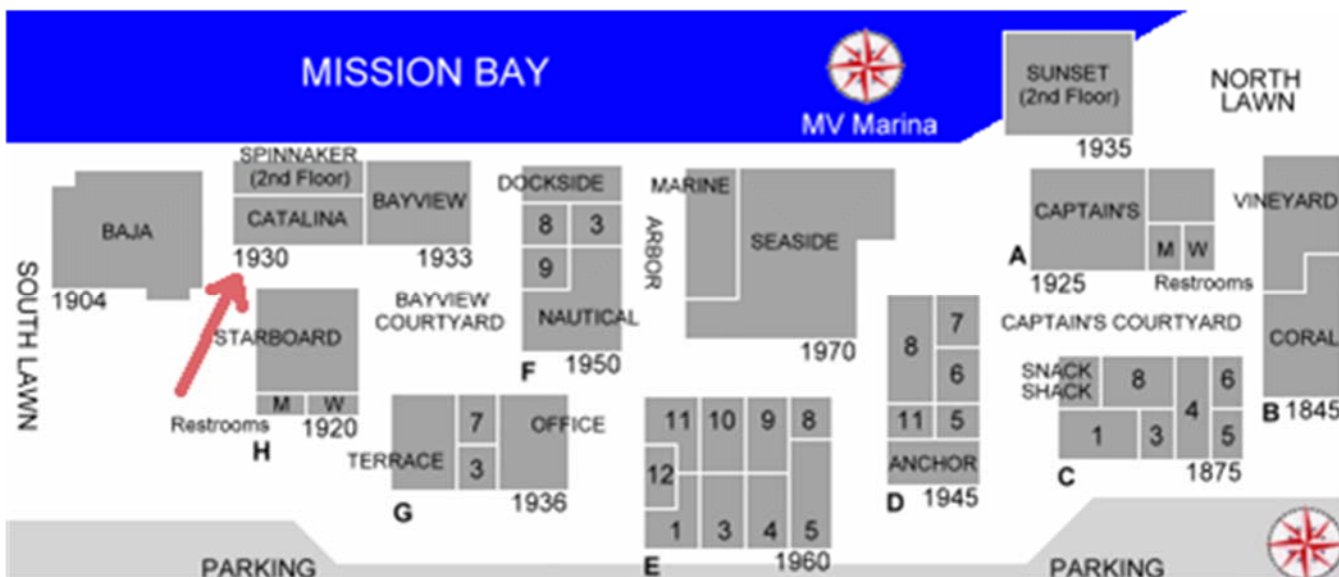 MISSION BAY
MV Marina
SUNSET
(2nd Floor)
1935
NORTH
LAWN
SOUTH LAWN
BAJA
1904
SPINNAKER
(2nd Floor)
CATALINA
1930
BAYVIEW
1933
STARBOARD
M W
Restrooms
1920
H
BAYVIEW
COURTYARD
DOCKSIDE
8 3
9
NAUTICAL
F 1950
TERRACE
7
3
OFFICE
G 1936
ARBOR
MARINE
SEASIDE
1970
11 10 9 8
12
1 3 4 5
E 1960
8 7
6
11 5
ANCHOR
D 1945
CAPTAIN'S
M W
A
1925
Restrooms
CAPTAIN'S COURTYARD
SNACK
SHACK
8 4 6
1 3 5
C 1875
VINEYARD
CORAL
B 1845
PARKING
PARKING